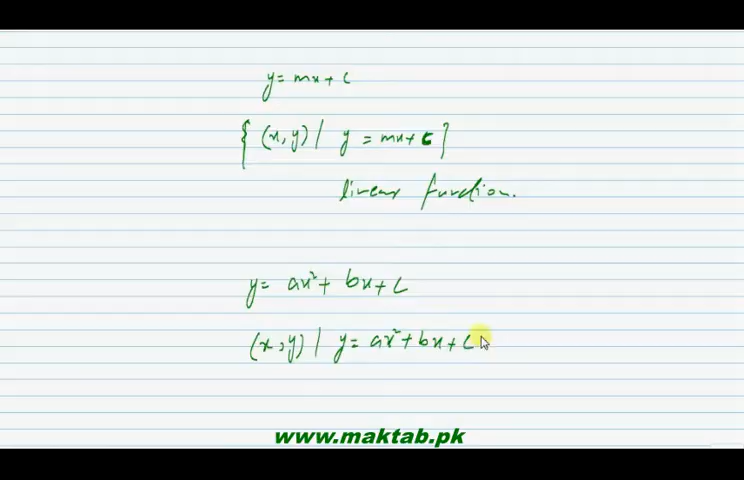 y = mx + c
{ (x, y) | y = mx + c }
linear function.
y = ax² + bx + c
(x, y) | y = ax² + bx + c
www.maktab.pk